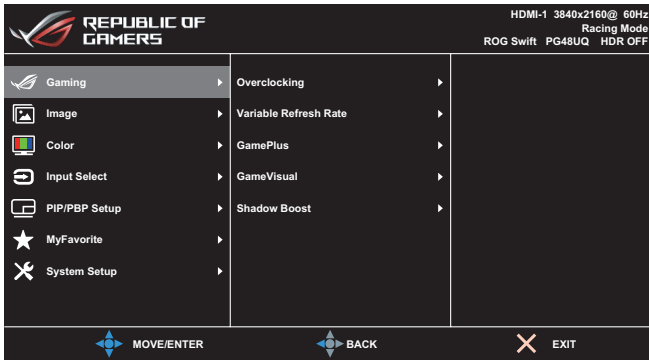 REPUBLIC OF
GAMERS
HDMI-1 3840x2160@ 60Hz
Racing Mode
ROG Swift PG48UQ HDR OFF
Gaming
Image
Color
Input Select
PIP/PBP Setup
MyFavorite
System Setup
Overclocking
Variable Refresh Rate
GamePlus
GameVisual
Shadow Boost
MOVE/ENTER
BACK
EXIT